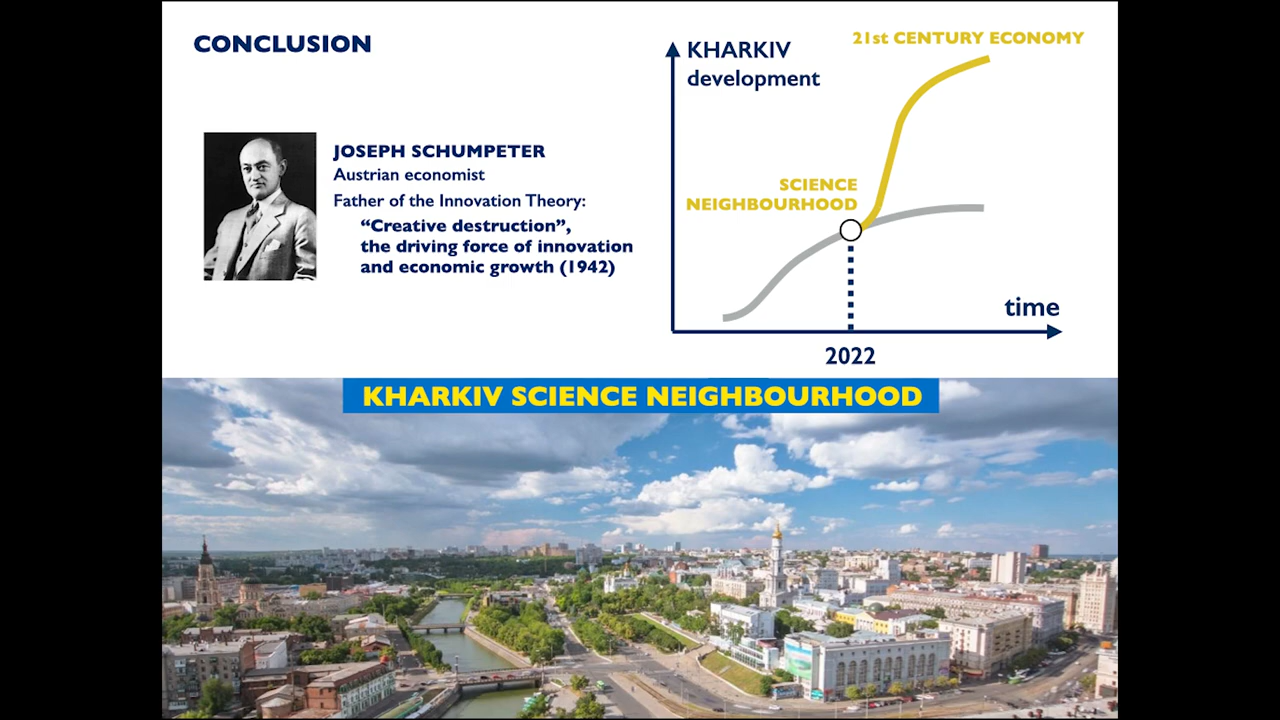 CONCLUSION
JOSEPH SCHUMPETER
Austrian economist
Father of the Innovation Theory:
“Creative destruction”,
the driving force of innovation
and economic growth (1942)
KHARKIV
development
21st CENTURY ECONOMY
SCIENCE
NEIGHBOURHOOD
time
2022
KHARKIV SCIENCE NEIGHBOURHOOD